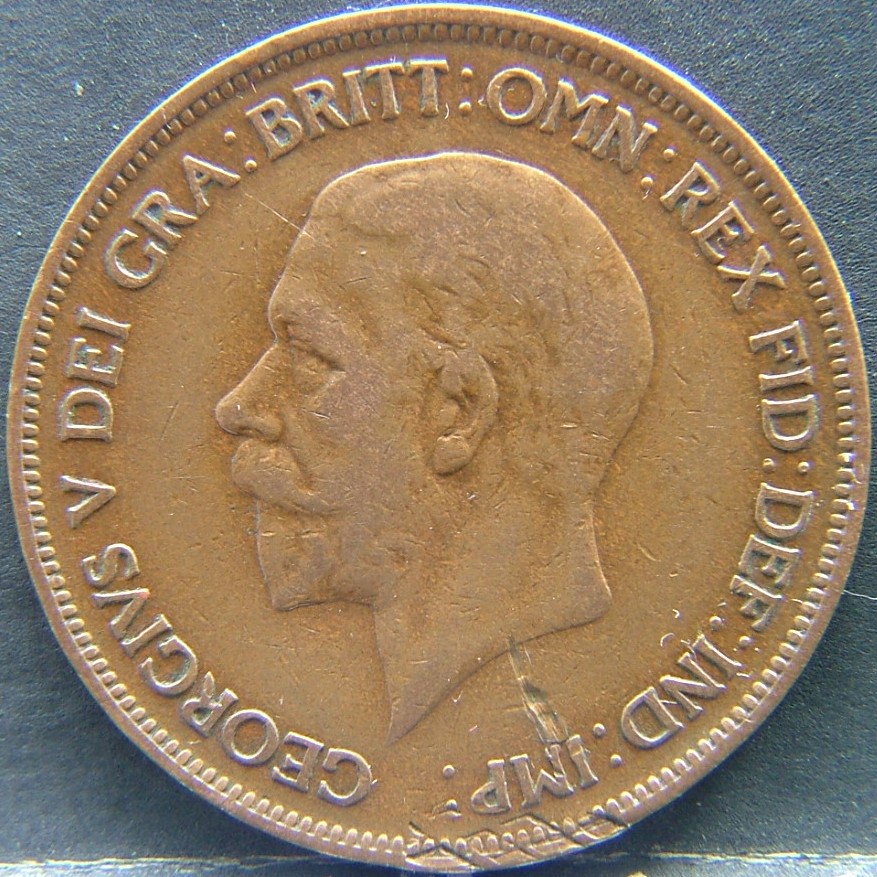 GEORGIVS V DEI GRA: BRITT: OMN: REX FID: DEF: IND: IMP: